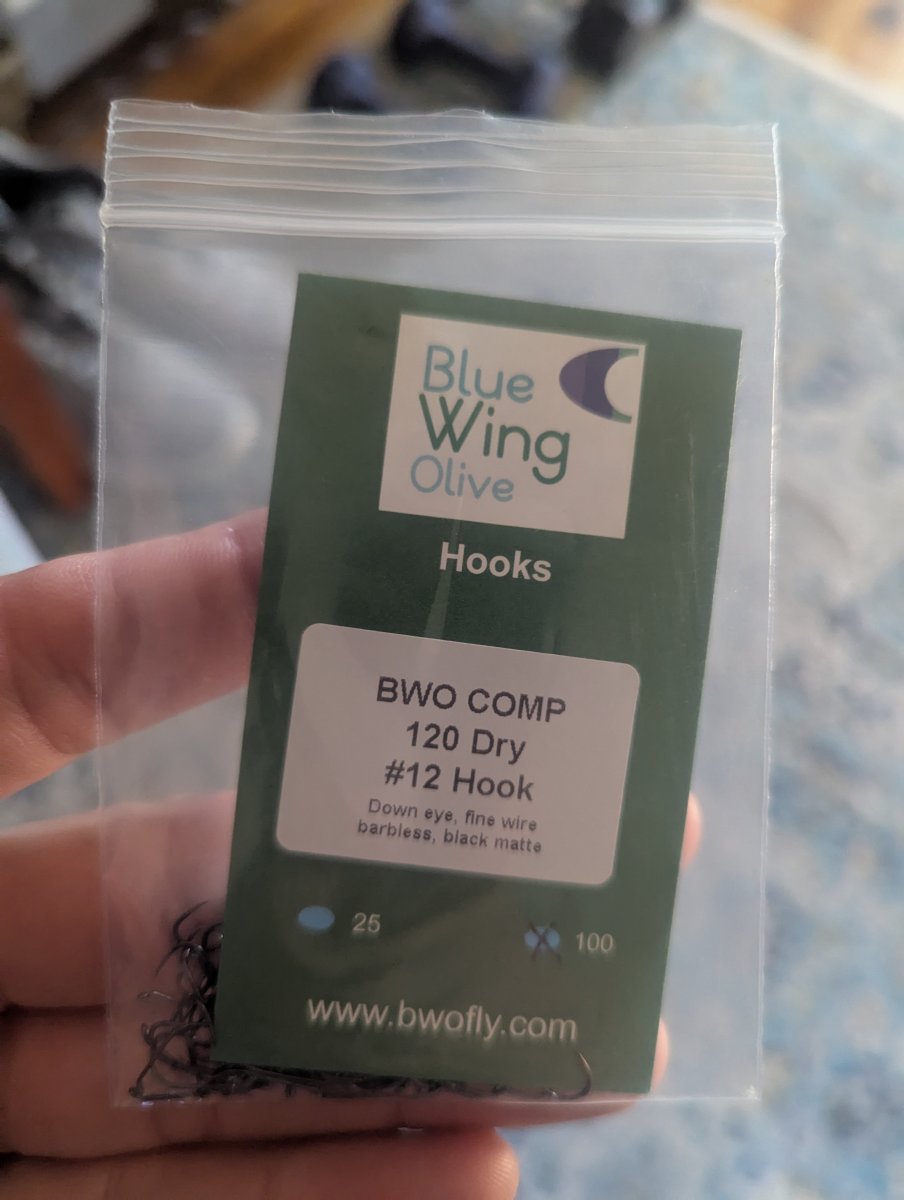 Blue
Wing
Olive
Hooks
BWO COMP
120 Dry
#12 Hook
Down eye, fine wire
barbless, black matte
25 100
www.bwofly.com